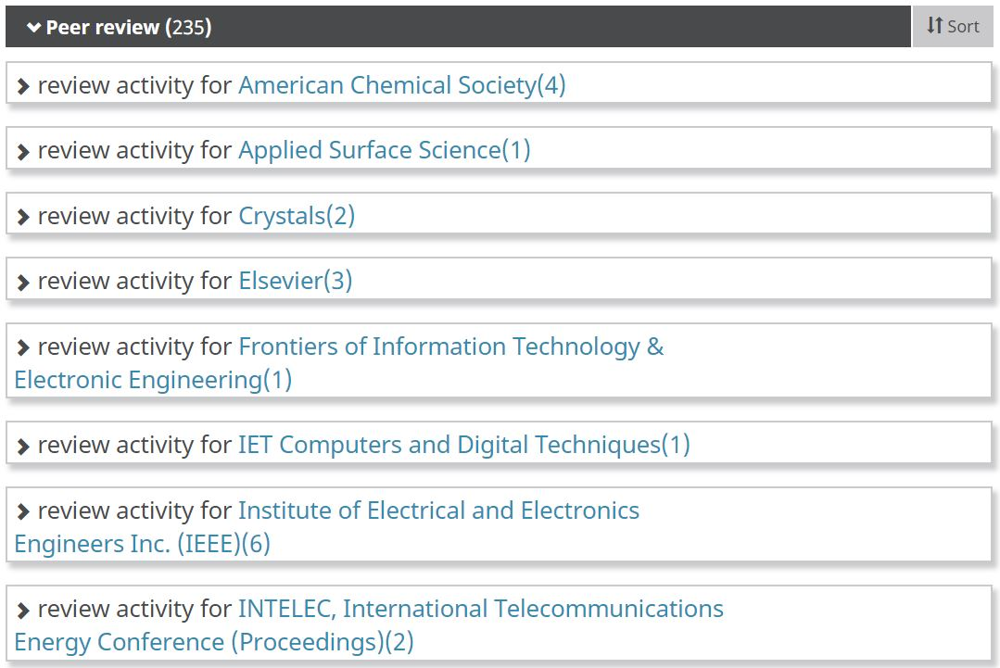 Peer review (235)
Sort
review activity for American Chemical Society(4)
review activity for Applied Surface Science(1)
review activity for Crystals(2)
review activity for Elsevier(3)
review activity for Frontiers of Information Technology &
Electronic Engineering(1)
review activity for IET Computers and Digital Techniques(1)
review activity for Institute of Electrical and Electronics
Engineers Inc. (IEEE)(6)
review activity for INTELEC, International Telecommunications
Energy Conference (Proceedings)(2)